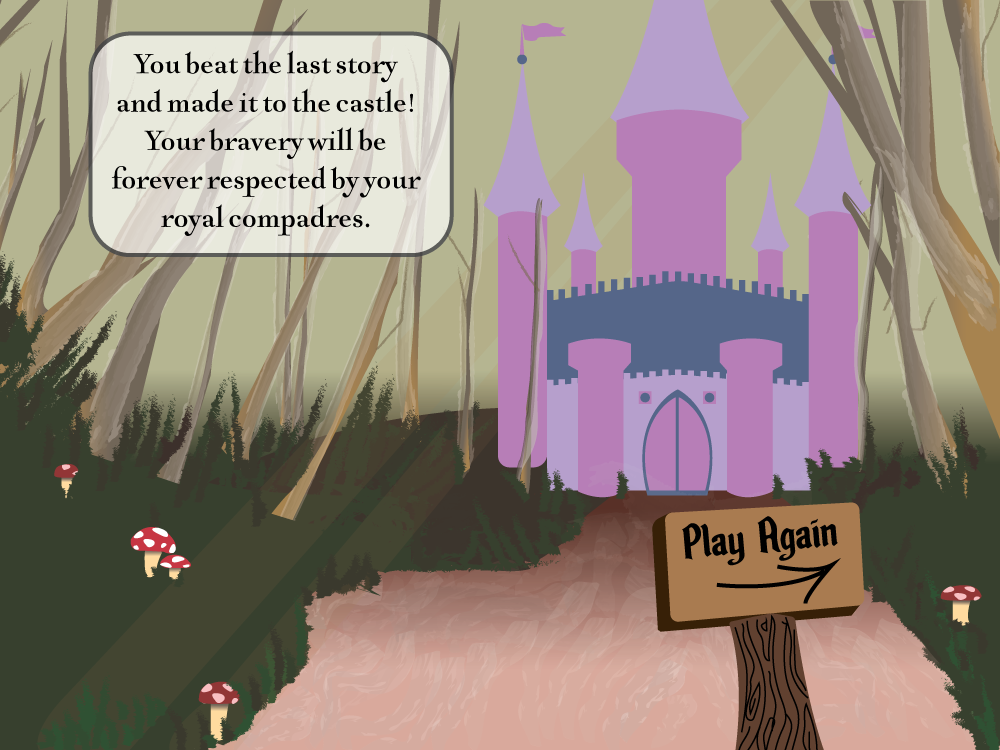 You beat the last story
and made it to the castle!
Your bravery will be
forever respected by your
royal compadres.
Play Again